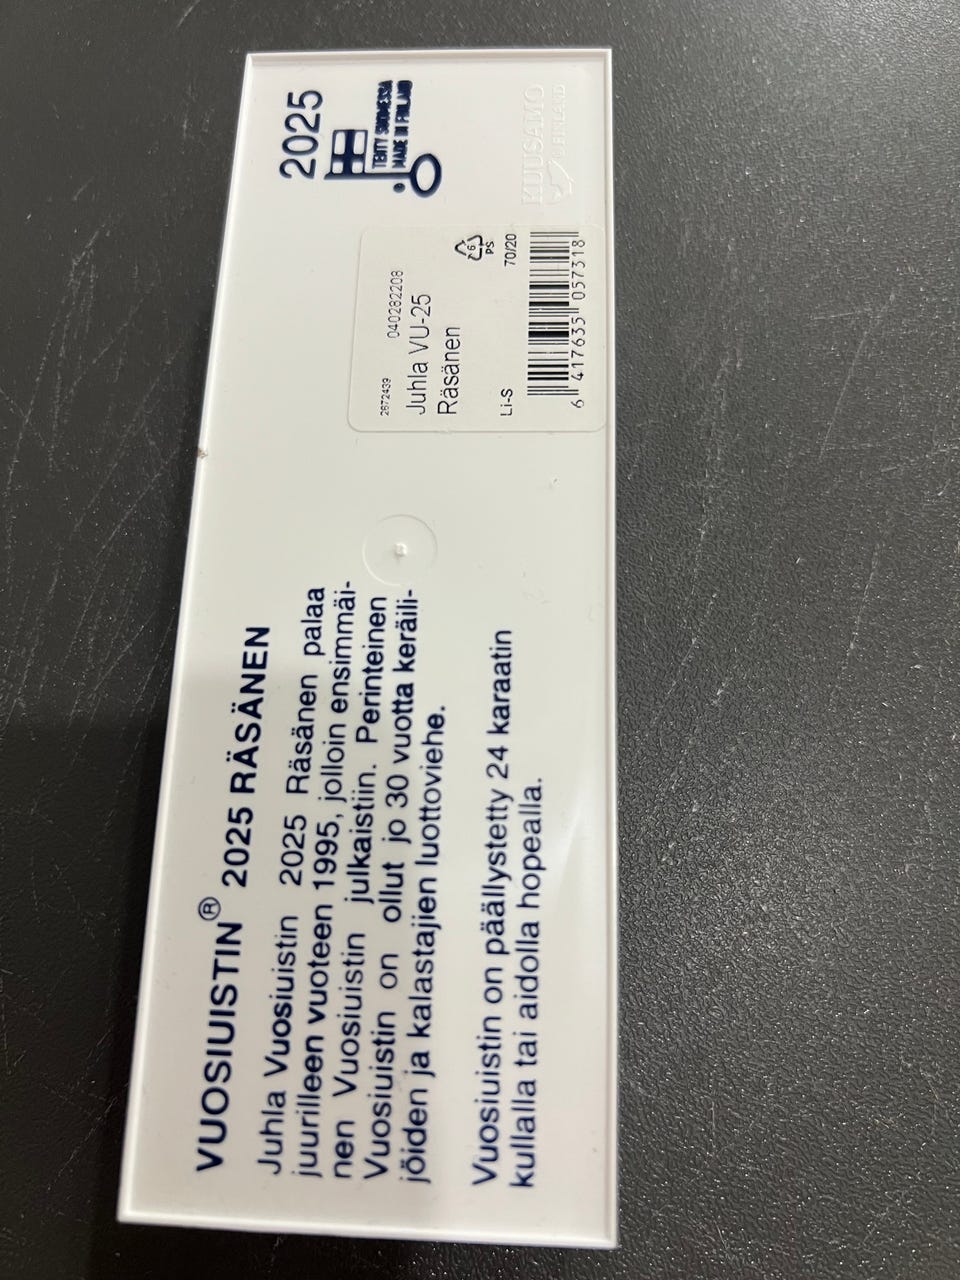 VUOSIUISTIN® 2025 RÄSÄNEN
Juhla Vuosiuistin 2025 Räsänen palaa
juurilleen vuoteen 1995, jolloin ensimmäi-
nen Vuosiuistin julkaistiin. Perinteinen
Vuosiuistin on ollut jo 30 vuotta keräili-
jöiden ja kalastajien luottoviehe.
Vuosiuistin on päällystetty 24 karaatin
kullalla tai aidolla hopealla.
2672439 040282208
Juhla VU-25
Räsänen
6
PS
Li-S 70/20
6 417635 057318
2025
TEHTY SUOMESSA
MADE IN FINLAND
KUUSAMO
FINLAND